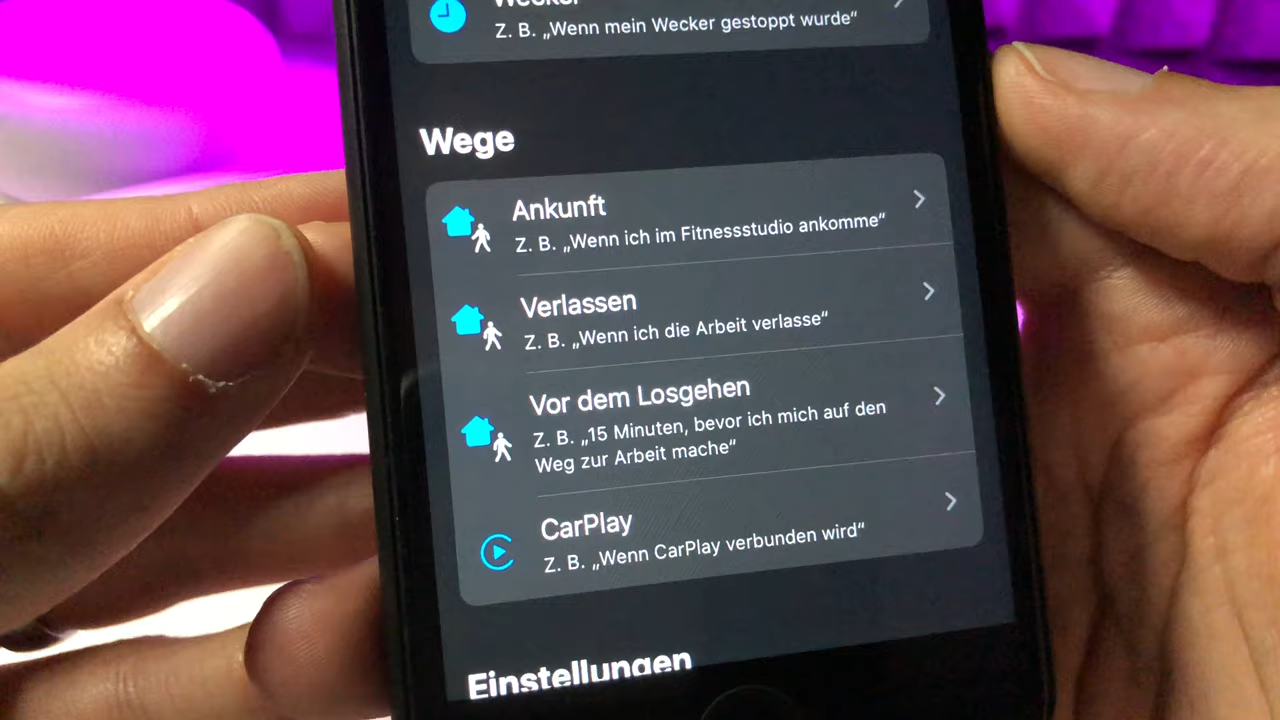 Wecker
Z. B. „Wenn mein Wecker gestoppt wurde“
Wege
Ankunft
Z. B. „Wenn ich im Fitnessstudio ankomme“
Verlassen
Z. B. „Wenn ich die Arbeit verlasse“
Vor dem Losgehen
Z. B. „15 Minuten, bevor ich mich auf den
Weg zur Arbeit mache“
CarPlay
Z. B. „Wenn CarPlay verbunden wird“
Einstellungen